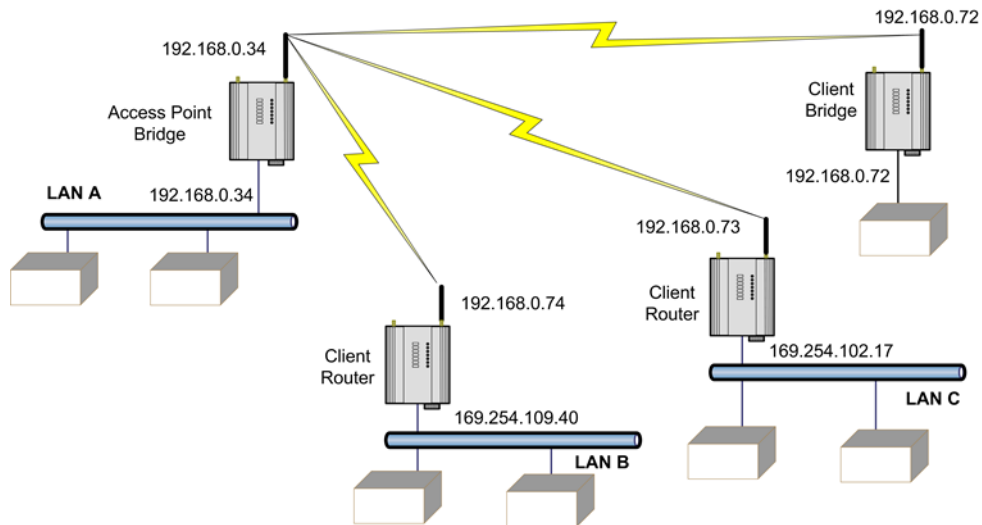 192.168.0.72
192.168.0.34
Access Point
Bridge
Client
Bridge
192.168.0.72
LAN A
192.168.0.34
192.168.0.73
Client
Router
192.168.0.74
169.254.102.17
Client
Router
LAN C
169.254.109.40
LAN B